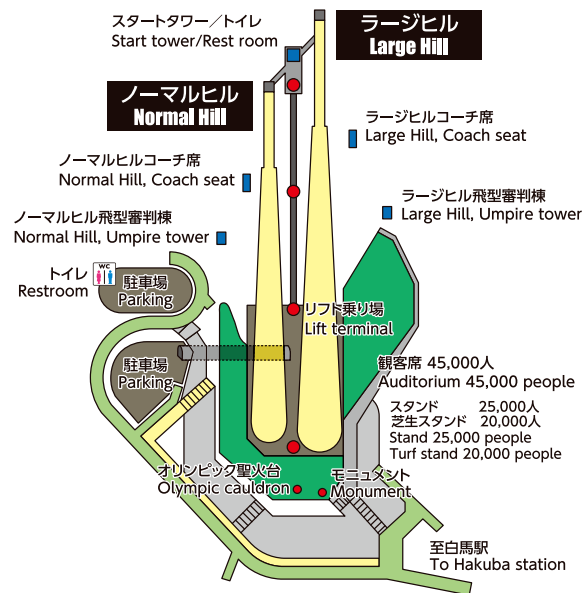 スタートタワー／トイレ
Start tower/Rest room
ラージヒル
Large Hill
ノーマルヒル
Normal Hill
ラージヒルコーチ席
Large Hill, Coach seat
ノーマルヒルコーチ席
Normal Hill, Coach seat
ラージヒル飛型審判棟
Large Hill, Umpire tower
ノーマルヒル飛型審判棟
Normal Hill, Umpire tower
トイレ
Restroom
WC
駐車場
Parking
リフト乗り場
Lift terminal
駐車場
Parking
観客席 45,000人
Auditorium 45,000 people
スタンド 25,000人
芝生スタンド 20,000人
Stand 25,000 people
Turf stand 20,000 people
オリンピック聖火台
Olympic cauldron
モニュメント
Monument
至白馬駅
To Hakuba station